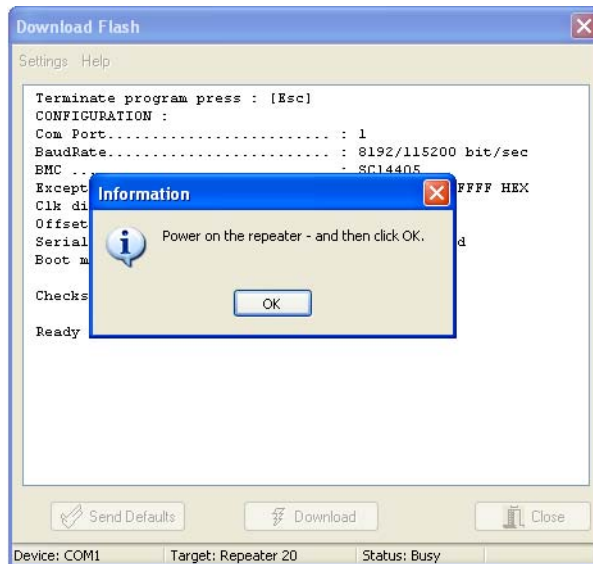 Download Flash
Settings Help
Terminate program press : [Esc]
CONFIGURATION :
Com Port......................... : 1
BaudRate......................... : 8192/115200 bit/sec
BMC ... : SC14405
Except FFFF HEX
Clk di
Offset
Serial d
Boot m
Checks
Ready
Information
Power on the repeater - and then click OK.
OK
Send Defaults Download Close
Device: COM1 Target: Repeater 20 Status: Busy